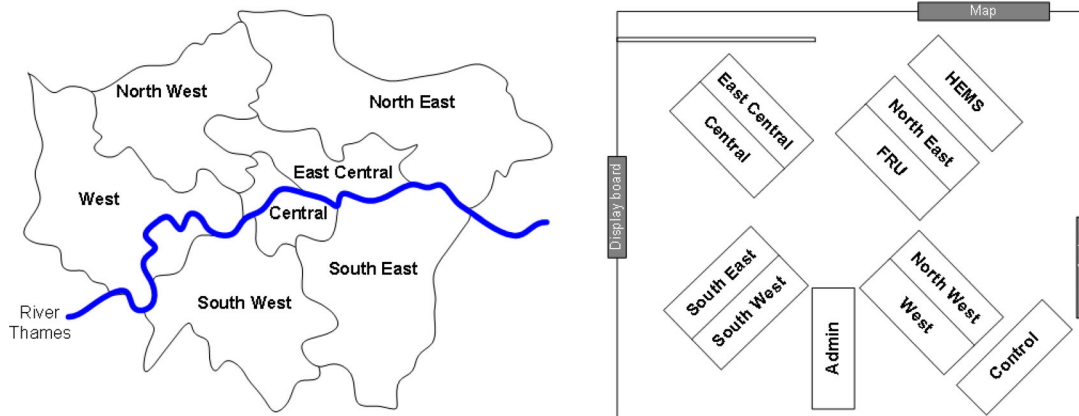 North West
North East
West
East Central
Central
South East
South West
River
Thames
Map
Display board
East Central
Central
HEMS
North East
FRU
South East
South West
Admin
North West
West
Control